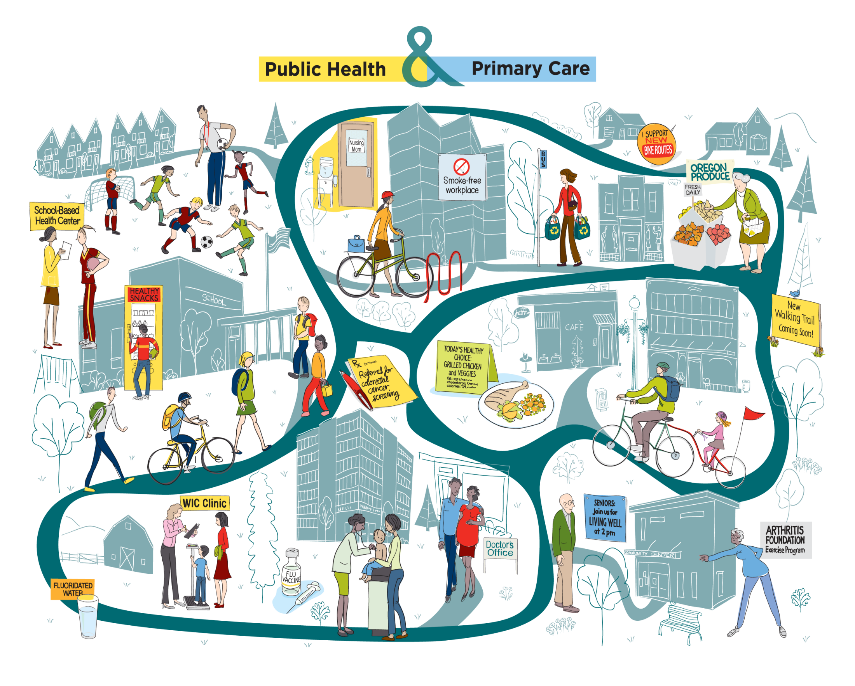 Public Health & Primary Care
Nursing
Mom
Smoke-free
workplace
BUS
I SUPPORT
NEW
BIKE ROUTES
OREGON
PRODUCE
FRESH
DAILY
School-Based
Health Center
HEALTHY
SNACKS
SCHOOL
Rx
Referral for
colorectal
cancer
screening
TODAY'S HEALTHY
CHOICE:
GRILLED CHICKEN
and VEGGIES
CAFE
New
Walking Trail
coming soon!
WIC Clinic
FLU
VACCINE
FLUORIDATED
WATER
Doctor's
Office
SENIORS:
Join us for
LIVING WELL
at 2 pm
ARTHRITIS
FOUNDATION
Exercise Program